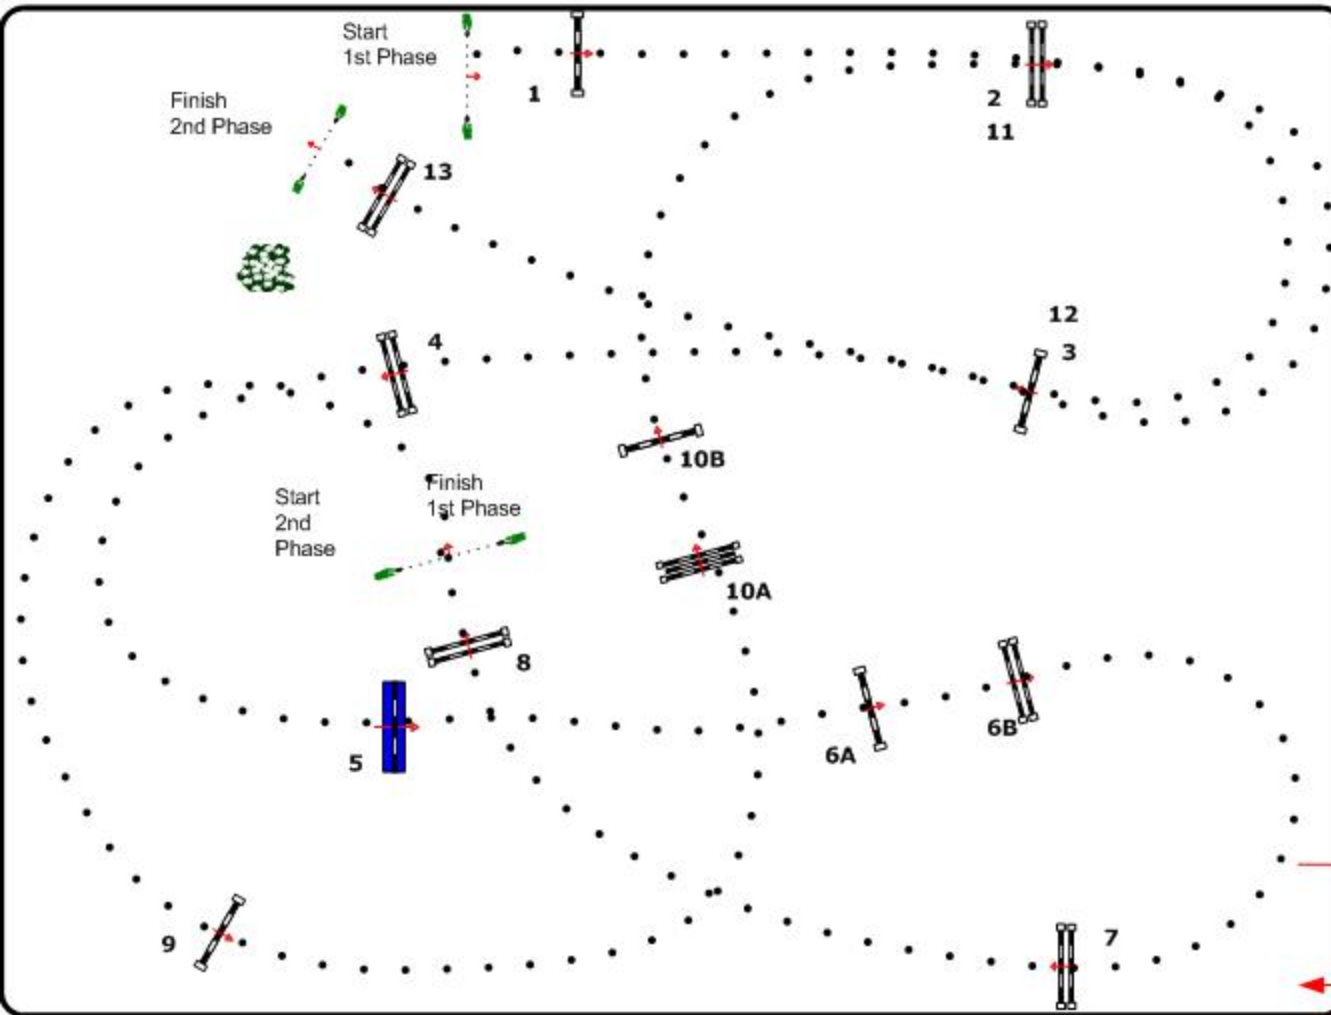 Start
1st Phase
1
2
11
Finish
2nd Phase
13
12
3
4
10B
Start
2nd
Phase
Finish
1st Phase
10A
8
6A
6B
5
9
7